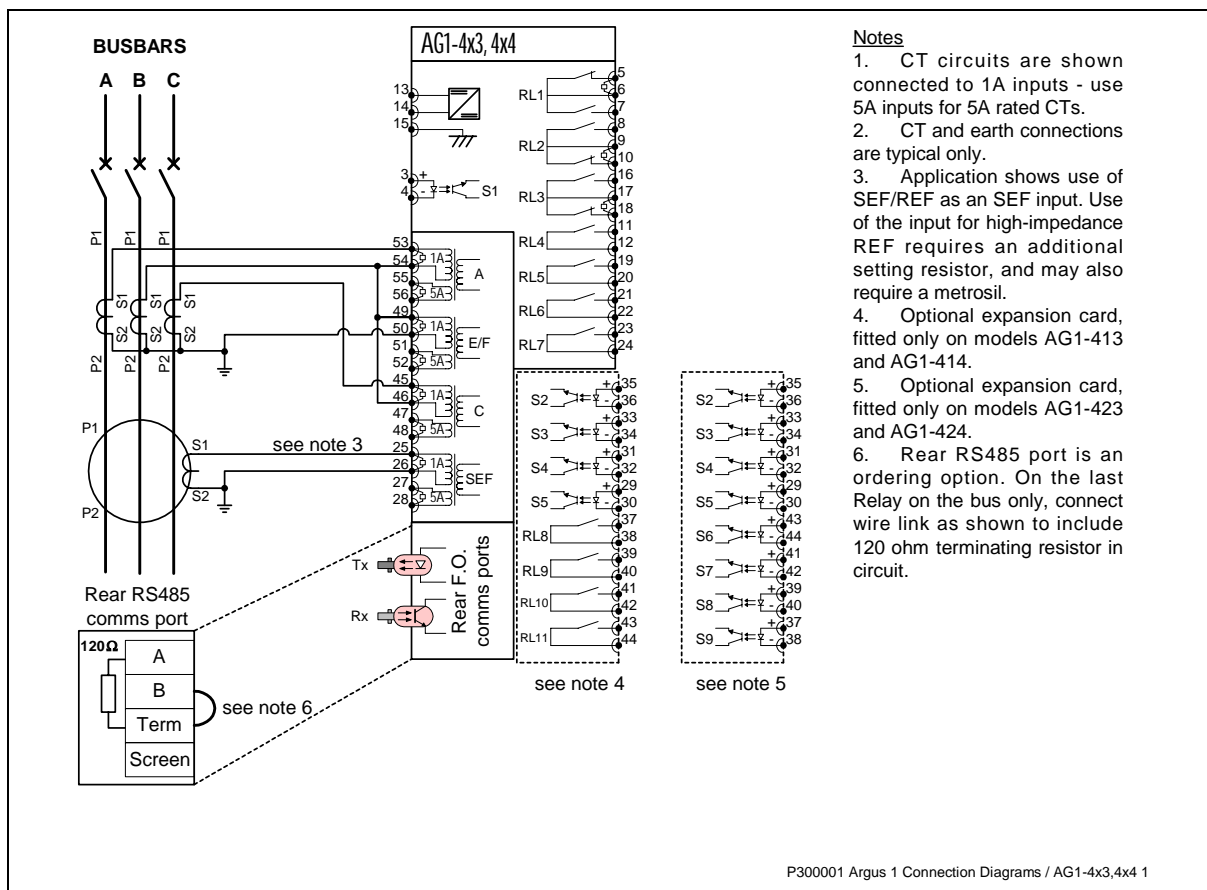 BUSBARS
A B C
AG1-4x3, 4x4
13
14
15
3 +
4 -
S1
5
6
7
RL1
8
9
10
RL2
16
17
18
RL3
11
12
RL4
19
20
RL5
21
22
RL6
23
24
RL7
P1 P1
S1 S1 S1
S2 S2 S2
P2 P2 P2
53
54 1A
55 A
56 5A
49
50 1A
51 E/F
52 5A
45
46 1A
47 C
48 5A
25
26 1A
27 SEF
28 5A
P1
S1
see note 3
S2
P2
S2 + 35
- 36
S3 + 33
- 34
S4 + 31
- 32
S5 + 29
- 30
RL8 37
38
RL9 39
40
RL10 41
42
RL11 43
44
see note 4
S2 + 35
- 36
S3 + 33
- 34
S4 + 31
- 32
S5 + 29
- 30
S6 + 43
- 44
S7 + 41
- 42
S8 + 39
- 40
S9 + 37
- 38
see note 5
Tx
Rx
Rear F.O.
comms ports
Rear RS485
comms port
120Ω
A
B
Term
Screen
see note 6
Notes
1. CT circuits are shown
connected to 1A inputs - use
5A inputs for 5A rated CTs.
2. CT and earth connections
are typical only.
3. Application shows use of
SEF/REF as an SEF input. Use
of the input for high-impedance
REF requires an additional
setting resistor, and may also
require a metrosil.
4. Optional expansion card,
fitted only on models AG1-413
and AG1-414.
5. Optional expansion card,
fitted only on models AG1-423
and AG1-424.
6. Rear RS485 port is an
ordering option. On the last
Relay on the bus only, connect
wire link as shown to include
120 ohm terminating resistor in
circuit.
P300001 Argus 1 Connection Diagrams / AG1-4x3,4x4 1